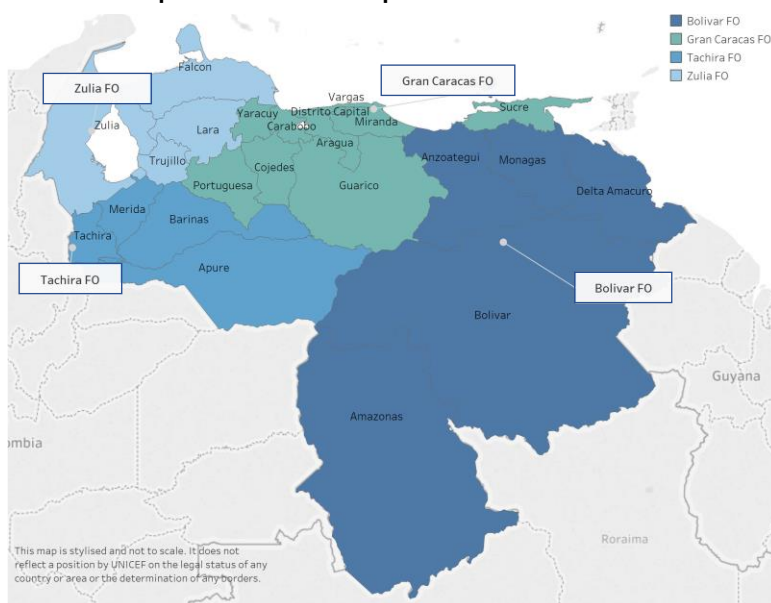 Bolivar FO
Gran Caracas FO
Tachira FO
Zulia FO
Falcon
Zulia FO
Gran Caracas FO
Vargas
Sucre
Zulia
Yaracuy
Distrito Capital
Carabobo
Miranda
Lara
Aragua
Trujillo
Cojedes
Anzoategui
Monagas
Portuguesa
Guarico
Delta Amacuro
Merida
Barinas
Tachira
Apure
Tachira FO
Bolivar FO
Bolivar
Guyana
Amazonas
ombia
Roraima
This map is stylised and not to scale. It does not
reflect a position by UNICEF on the legal status of any
country or area or the determination of any borders.